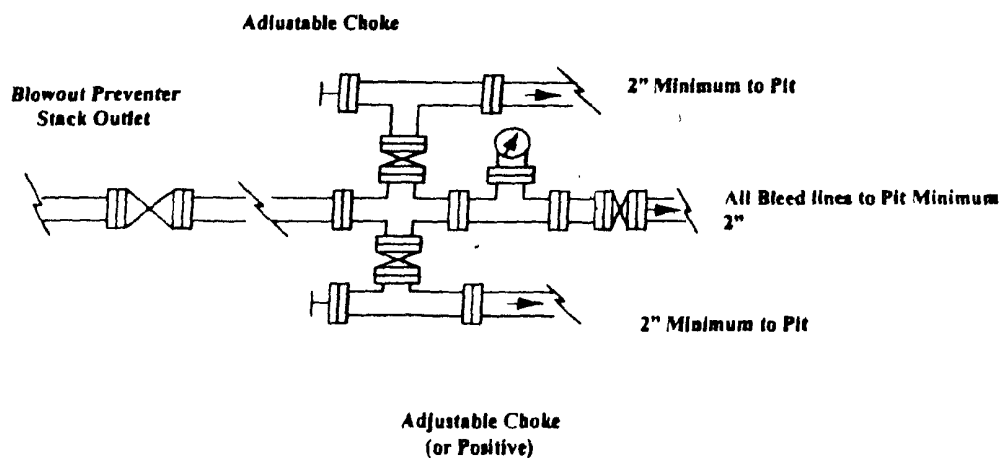 Adjustable Choke
Blowout Preventer
Stack Outlet
2" Minimum to Pit
All Bleed lines to Pit Minimum
2"
2" Minimum to Pit
Adjustable Choke
(or Positive)